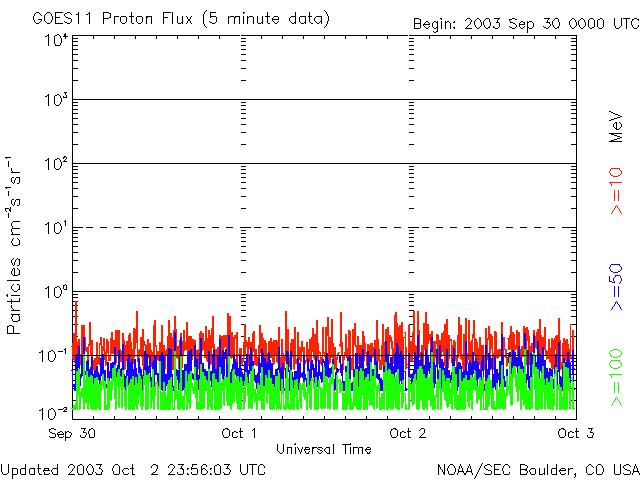 GOES11 Proton Flux (5 minute data)
Begin: 2003 Sep 30 0000 UTC
Particles cm⁻²s⁻¹sr⁻¹
10⁴
10³
10²
10¹
10⁰
10⁻¹
10⁻²
Sep 30
Oct 1
Oct 2
Oct 3
Universal Time
MeV
>=10
>=50
>=100
Updated 2003 Oct 2 23:56:03 UTC
NOAA/SEC Boulder, CO USA